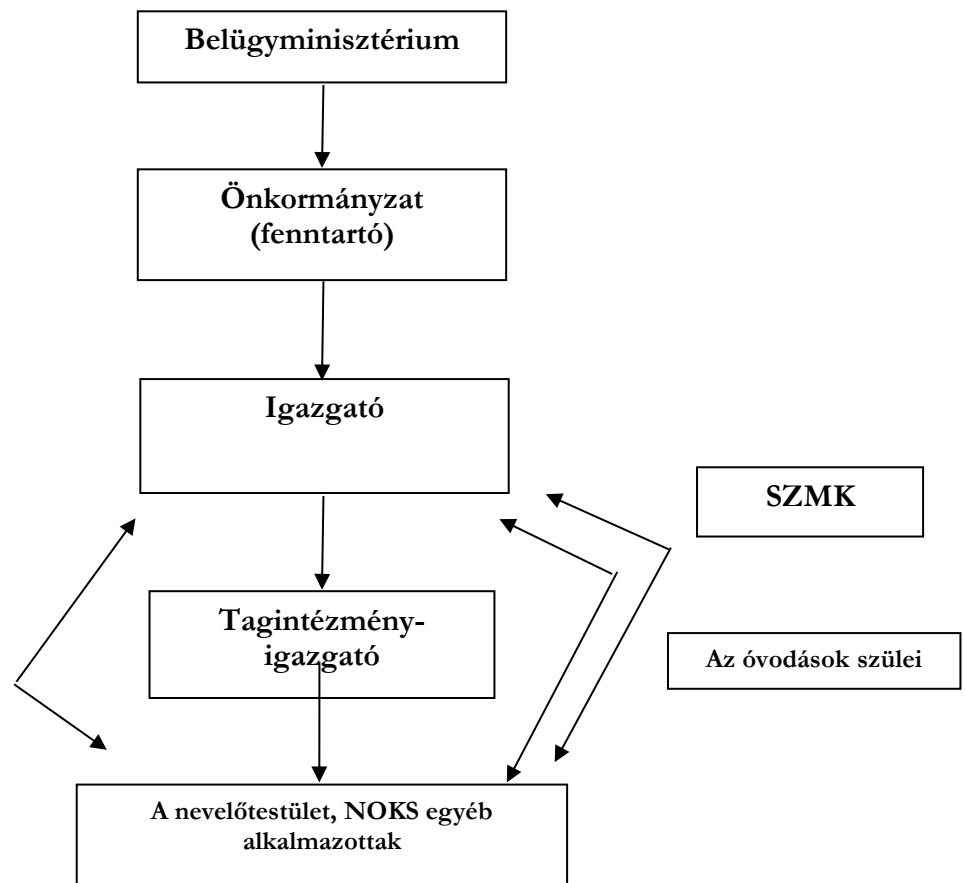 Belügyminisztérium
Önkormányzat
(fenntartó)
Igazgató
SZMK
Tagintézmény-
igazgató
Az óvodások szülei
A nevelőtestület, NOKS egyéb
alkalmazottak